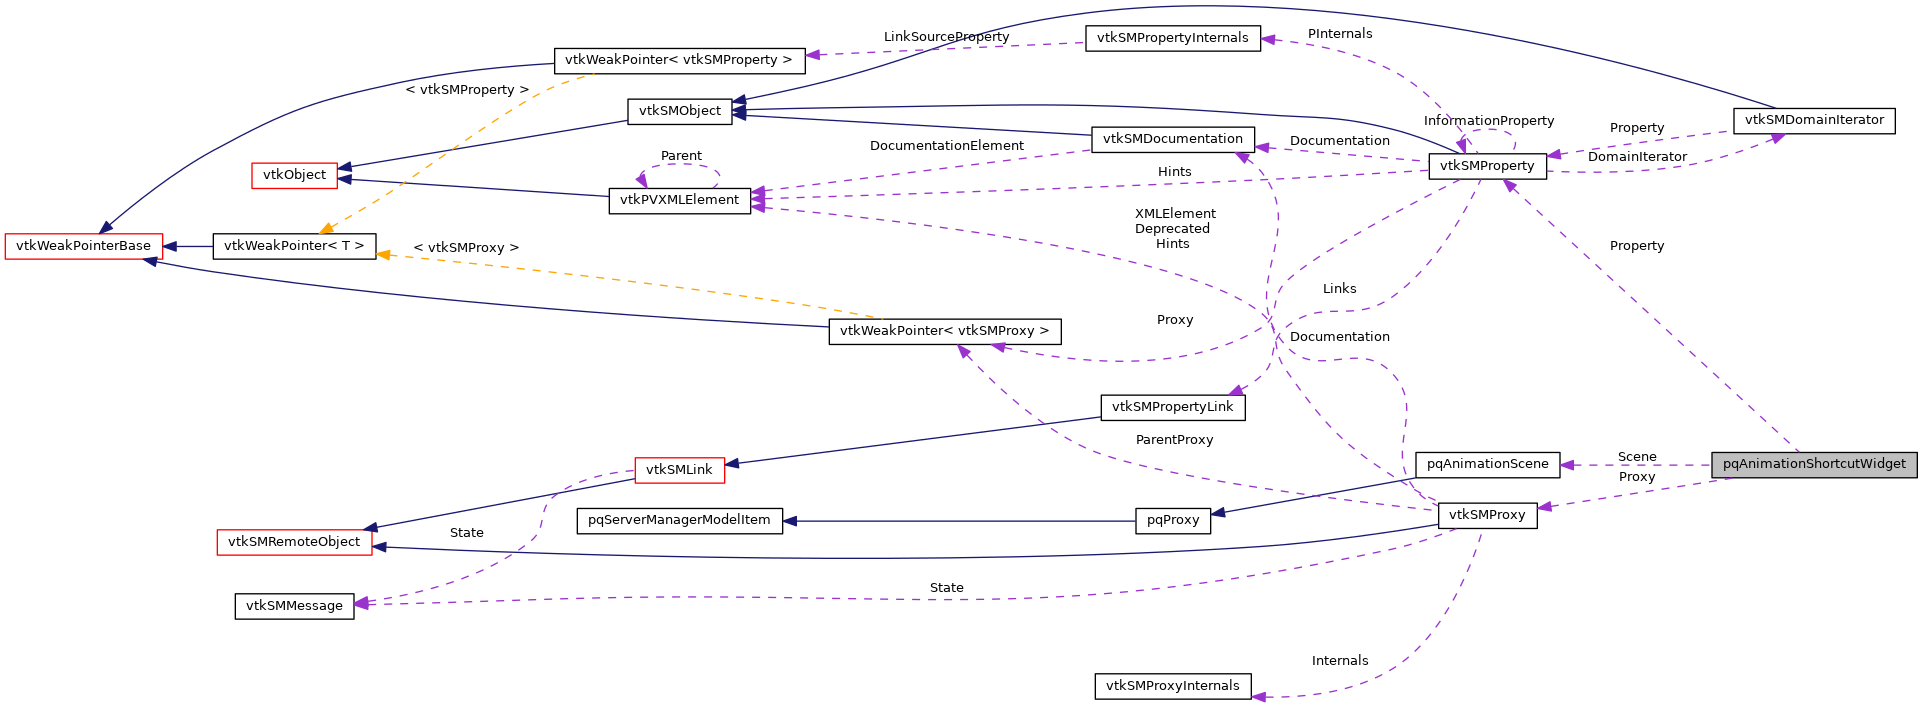 LinkSourceProperty
vtkSMPropertyInternals
PInternals
vtkWeakPointer< vtkSMProperty >
< vtkSMProperty >
vtkSMObject
vtkSMDomainIterator
InformationProperty
Property
vtkSMDocumentation
Documentation
DocumentationElement
Parent
DomainIterator
vtkSMProperty
vtkObject
Hints
vtkPVXMLElement
XMLElement
Deprecated
Hints
vtkWeakPointerBase
vtkWeakPointer< T >
< vtkSMProxy >
Property
Links
Proxy
vtkWeakPointer< vtkSMProxy >
Documentation
vtkSMPropertyLink
ParentProxy
vtkSMLink
pqAnimationScene
Scene
pqAnimationShortcutWidget
Proxy
pqServerManagerModelItem
pqProxy
vtkSMProxy
State
vtkSMRemoteObject
State
vtkSMMessage
Internals
vtkSMProxyInternals